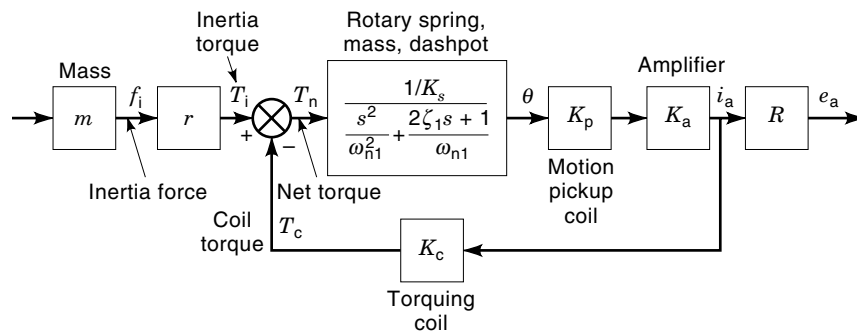 Inertia
torque
Rotary spring,
mass, dashpot
Mass
Amplifier
f_i
T_i
T_n
θ
i_a
e_a
m
r
1/K_s
s^2
ω_n1^2
+
2ζ_1s + 1
ω_n1
K_p
K_a
R
+
−
Inertia force
Net torque
Motion
pickup
coil
Coil
torque
T_c
K_c
Torquing
coil